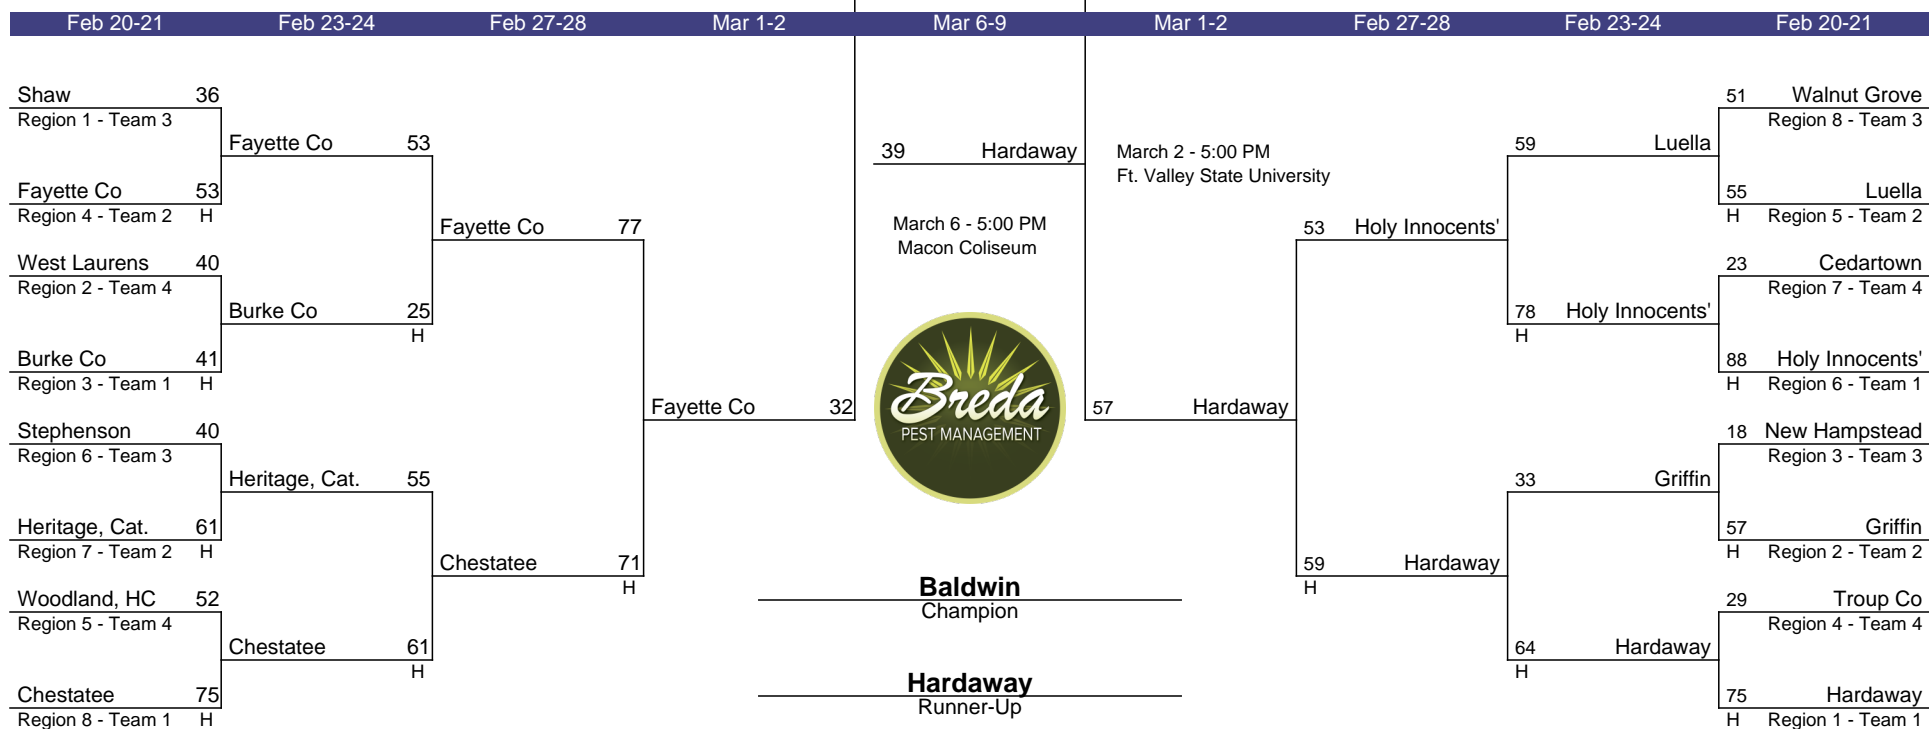 Feb 20-21 Feb 23-24 Feb 27-28 Mar 1-2 Mar 6-9 Mar 1-2 Feb 27-28 Feb 23-24 Feb 20-21
Shaw 36
Region 1 - Team 3
Fayette Co 53
Fayette Co 53
Region 4 - Team 2 H
Fayette Co 77
West Laurens 40
Region 2 - Team 4
Burke Co 25
H
Burke Co 41
Region 3 - Team 1 H
Fayette Co 32
Stephenson 40
Region 6 - Team 3
Heritage, Cat. 55
Heritage, Cat. 61
Region 7 - Team 2 H
Chestatee 71
H
Woodland, HC 52
Region 5 - Team 4
Chestatee 61
H
Chestatee 75
Region 8 - Team 1 H
39 Hardaway
March 6 - 5:00 PM
Macon Coliseum
Breda
PEST MANAGEMENT
Baldwin
Champion
Hardaway
Runner-Up
March 2 - 5:00 PM
Ft. Valley State University
57 Hardaway
53 Holy Innocents'
59 Hardaway
H
59 Luella
78 Holy Innocents'
H
33 Griffin
64 Hardaway
H
51 Walnut Grove
Region 8 - Team 3
55 Luella
H Region 5 - Team 2
23 Cedartown
Region 7 - Team 4
88 Holy Innocents'
H Region 6 - Team 1
18 New Hampstead
Region 3 - Team 3
57 Griffin
H Region 2 - Team 2
29 Troup Co
Region 4 - Team 4
75 Hardaway
H Region 1 - Team 1